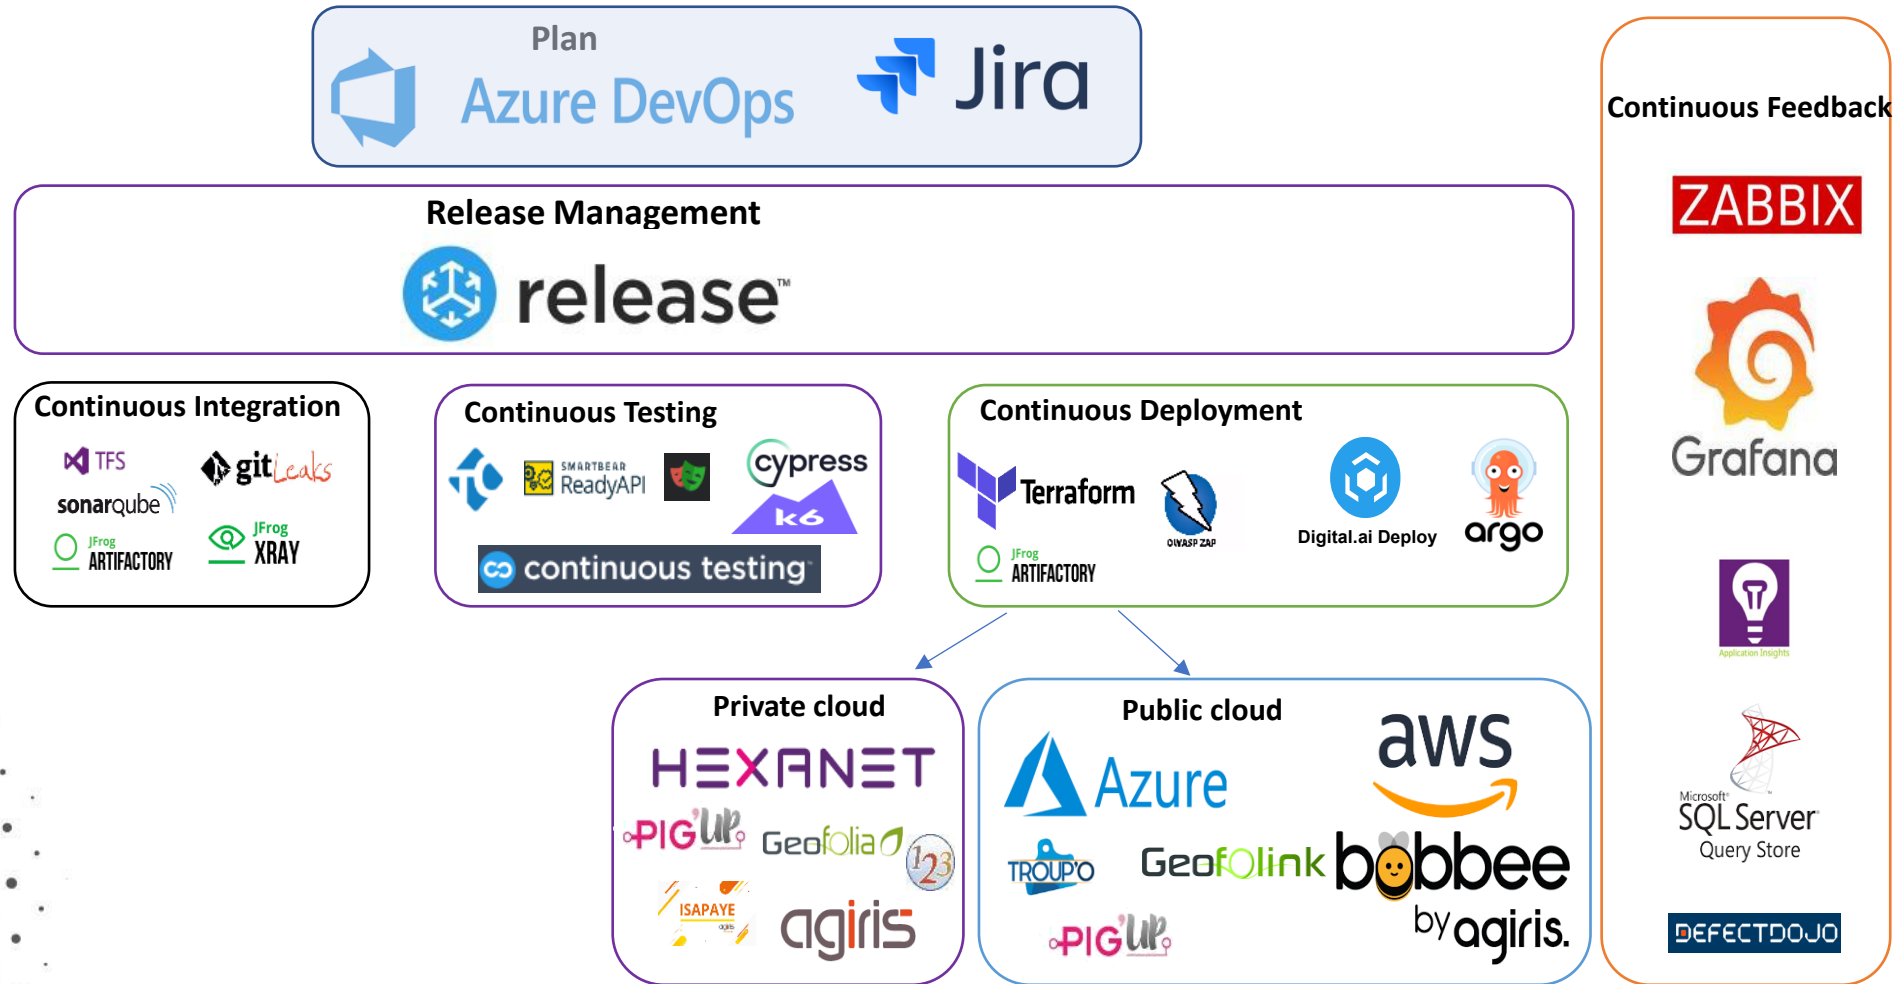 Plan
Azure DevOps
Jira
Release Management
release™
Continuous Integration
TFS
gitLeaks
sonarqube
JFrog
ARTIFACTORY
JFrog
XRAY
Continuous Testing
SMARTBEAR
ReadyAPI
cypress
k6
continuous testing
Continuous Deployment
Terraform
OWASP ZAP
Digital.ai Deploy
argo
JFrog
ARTIFACTORY
Private cloud
HEXANET
PIG'UP
Geofolia
123
ISAPAYE
agiris
agiris
Public cloud
Azure
aws
TROUP'O
Geofolink
bobbee
by agiris.
PIG'UP
Continuous Feedback
ZABBIX
Grafana
Application Insights
Microsoft®
SQL Server
Query Store
DEFECTDOJO